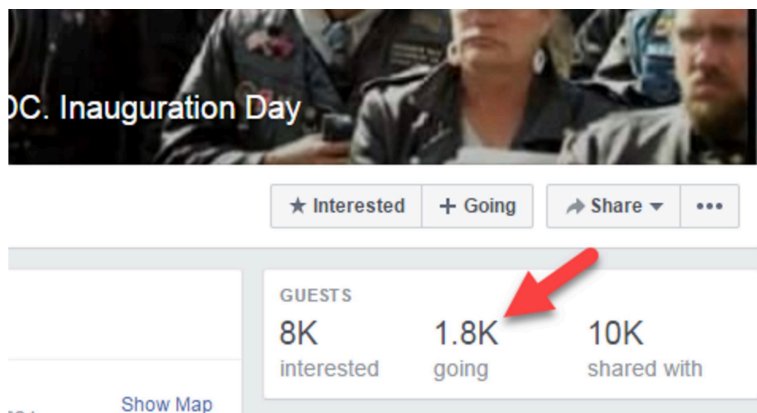 DC. Inauguration Day
★ Interested + Going Share ▾ •••
GUESTS
8K 1.8K 10K
interested going shared with
Show Map